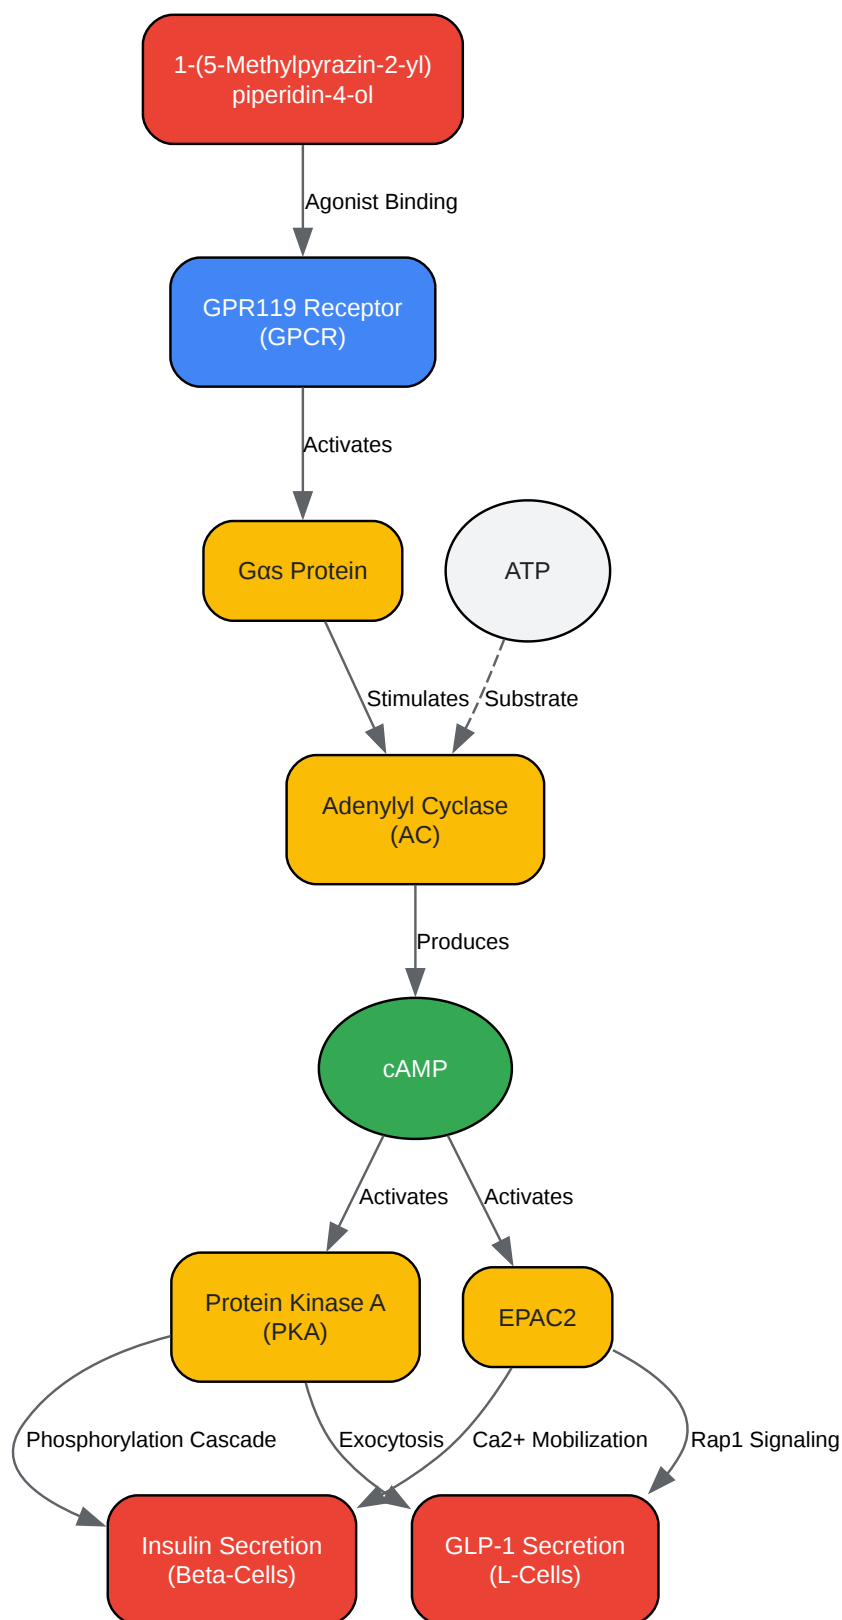 1-(5-Methylpyrazin-2-yl)
piperidin-4-ol
Agonist Binding
GPR119 Receptor
(GPCR)
Activates
Gαs Protein
ATP
Stimulates
Substrate
Adenylyl Cyclase
(AC)
Produces
cAMP
Activates
Activates
Protein Kinase A
(PKA)
EPAC2
Phosphorylation Cascade
Exocytosis
Ca2+ Mobilization
Rap1 Signaling
Insulin Secretion
(Beta-Cells)
GLP-1 Secretion
(L-Cells)